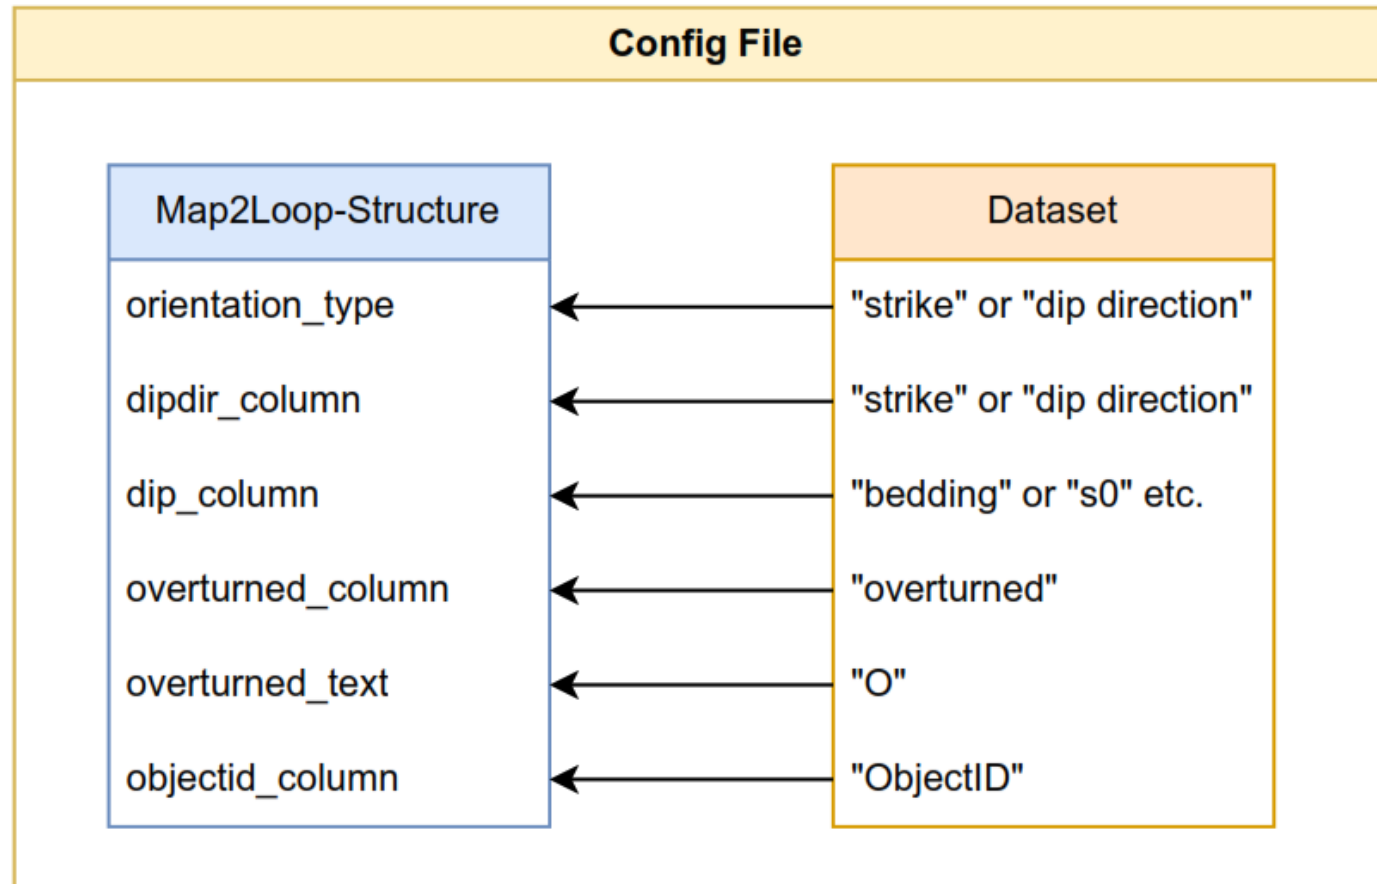 Config File
Map2Loop-Structure
Dataset
orientation_type
"strike" or "dip direction"
dipdir_column
"strike" or "dip direction"
dip_column
"bedding" or "s0" etc.
overturned_column
"overturned"
overturned_text
"O"
objectid_column
"ObjectID"